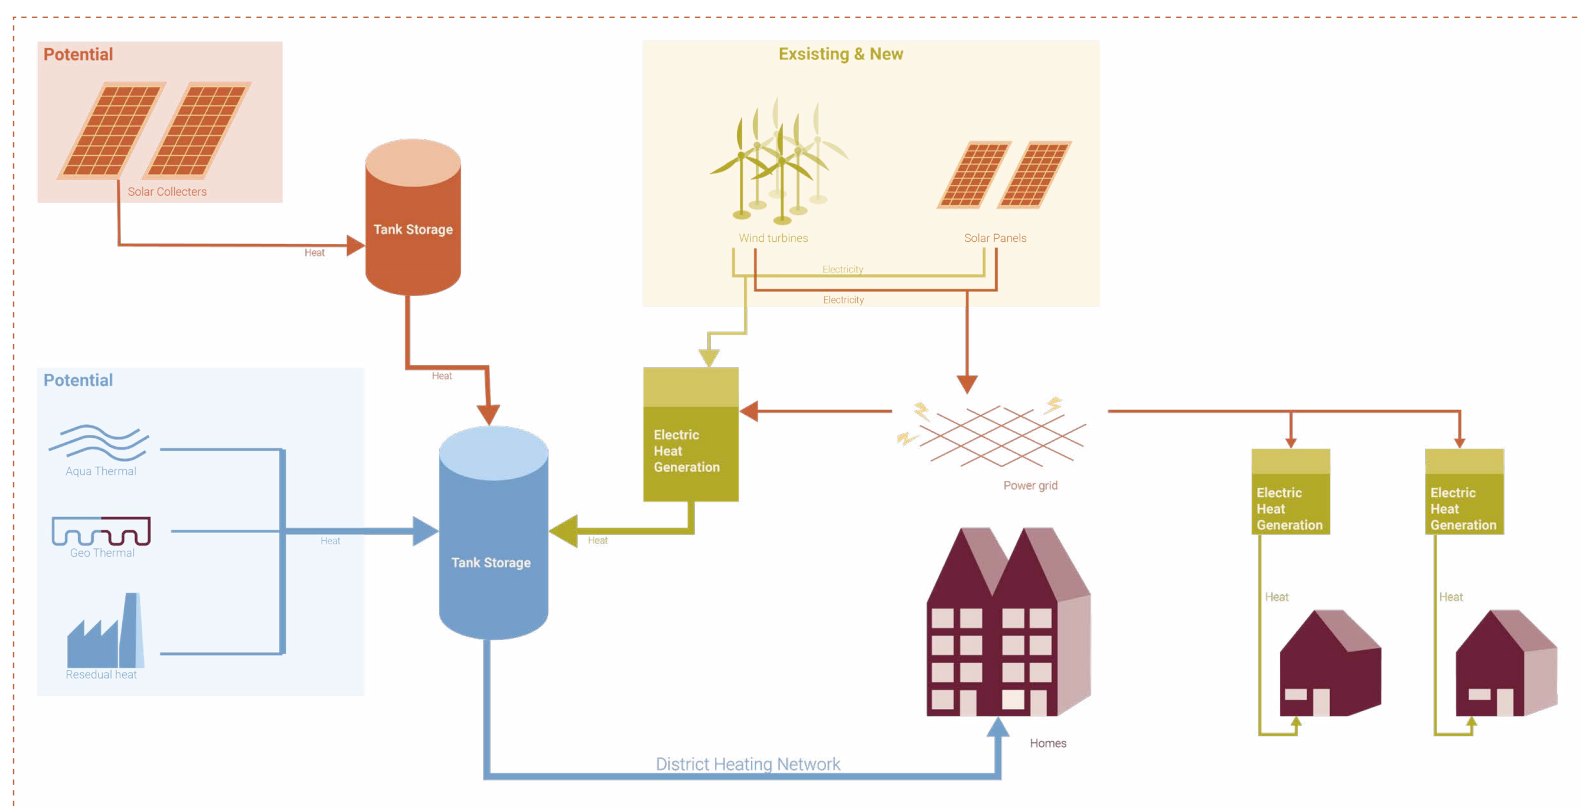 Potential
Solar Collecters
Heat
Tank Storage
Heat
Exsisting & New
Wind turbines
Solar Panels
Electricity
Electricity
Potential
Aqua Thermal
Geo Thermal
Resedual heat
Heat
Tank Storage
Electric
Heat
Generation
Heat
Power grid
Electric
Heat
Generation
Electric
Heat
Generation
Heat
Heat
Homes
District Heating Network